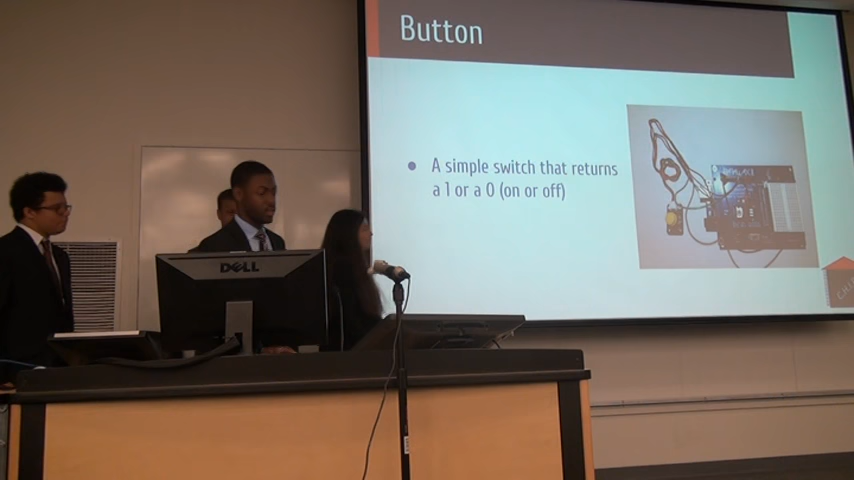 Button
● A simple switch that returns
a 1 or a 0 (on or off)
DELL